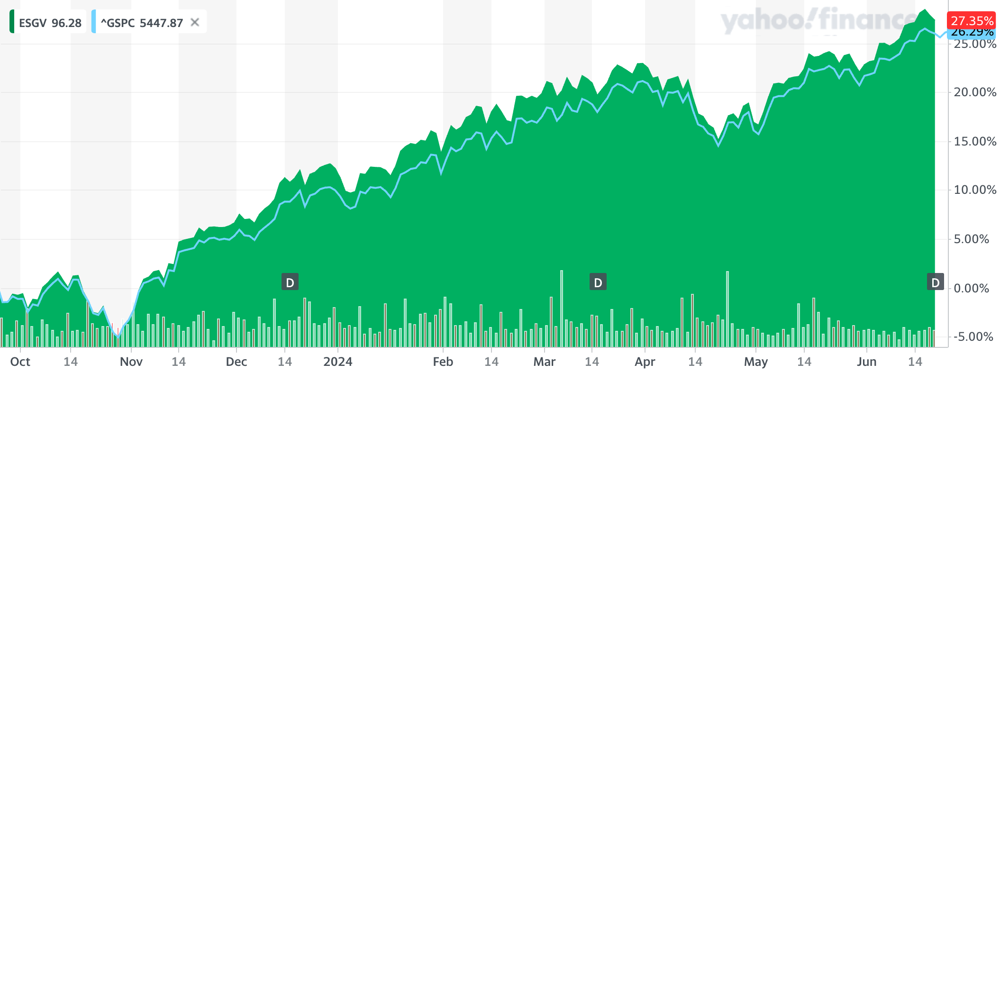 ESGV 96.28 ^GSPC 5447.87 ✕
yahoo!finance
27.35%
26.29%
25.00%
20.00%
15.00%
10.00%
5.00%
D D D
0.00%
-5.00%
Oct 14 Nov 14 Dec 14 2024 Feb 14 Mar 14 Apr 14 May 14 Jun 14